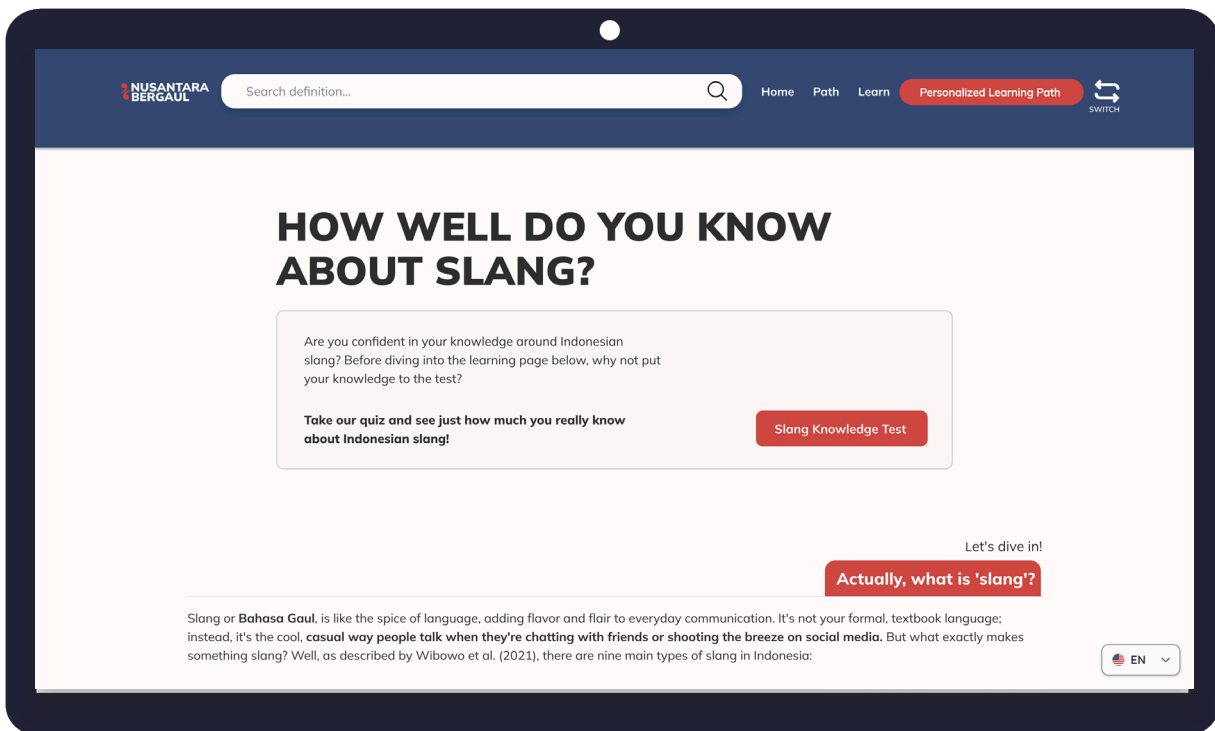 NUSANTARA
BERGAUL
Search definition...
Home
Path
Learn
Personalized Learning Path
SWITCH
HOW WELL DO YOU KNOW
ABOUT SLANG?
Are you confident in your knowledge around Indonesian
slang? Before diving into the learning page below, why not put
your knowledge to the test?
Take our quiz and see just how much you really know
about Indonesian slang!
Slang Knowledge Test
Let's dive in!
Actually, what is 'slang'?
Slang or Bahasa Gaul, is like the spice of language, adding flavor and flair to everyday communication. It's not your formal, textbook language;
instead, it's the cool, casual way people talk when they're chatting with friends or shooting the breeze on social media. But what exactly makes
something slang? Well, as described by Wibowo et al. (2021), there are nine main types of slang in Indonesia:
EN